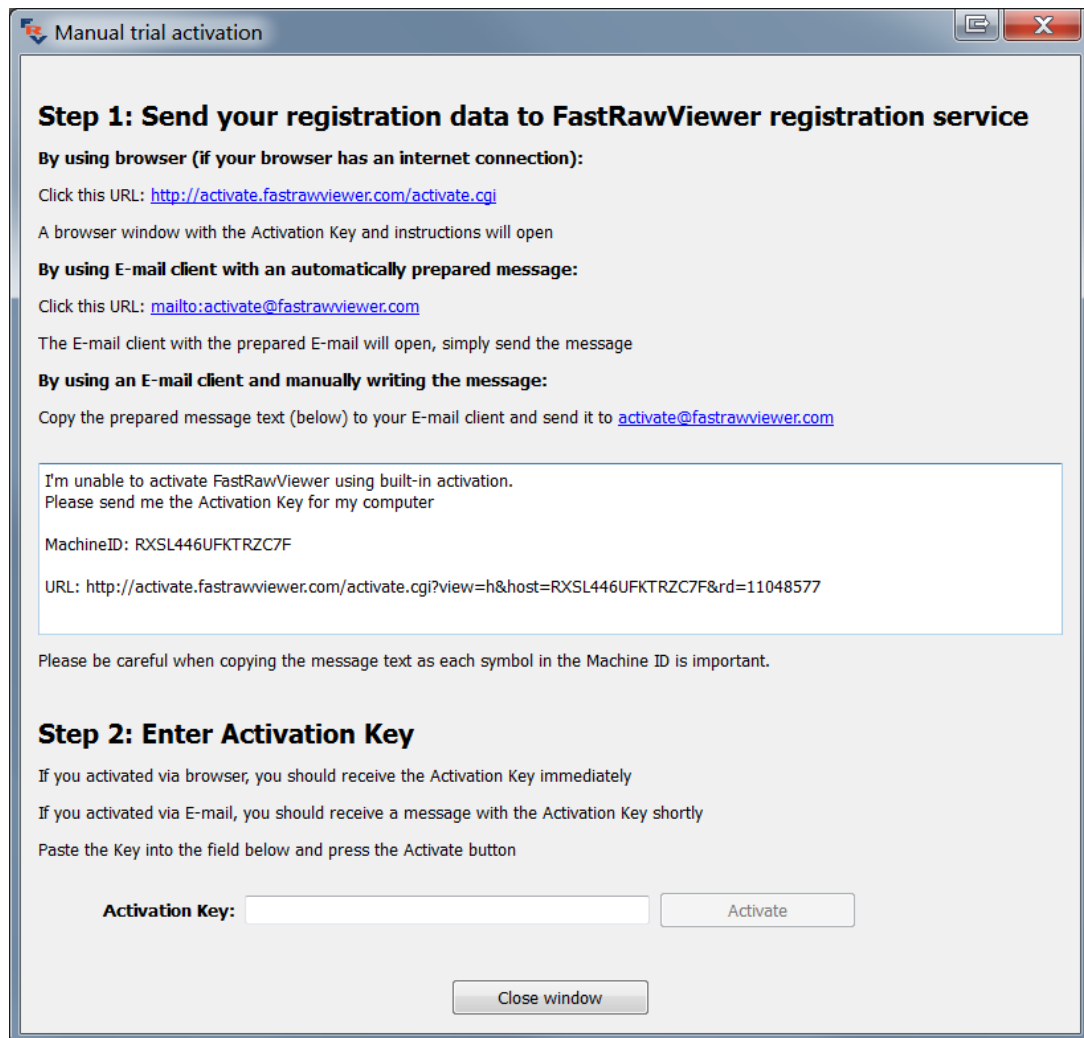 Manual trial activation
Step 1: Send your registration data to FastRawViewer registration service
By using browser (if your browser has an internet connection):
Click this URL: http://activate.fastrawviewer.com/activate.cgi
A browser window with the Activation Key and instructions will open
By using E-mail client with an automatically prepared message:
Click this URL: mailto:activate@fastrawviewer.com
The E-mail client with the prepared E-mail will open, simply send the message
By using an E-mail client and manually writing the message:
Copy the prepared message text (below) to your E-mail client and send it to activate@fastrawviewer.com
I'm unable to activate FastRawViewer using built-in activation.
Please send me the Activation Key for my computer
MachineID: RXSL446UFKTRZC7F
URL: http://activate.fastrawviewer.com/activate.cgi?view=h&host=RXSL446UFKTRZC7F&rd=11048577
Please be careful when copying the message text as each symbol in the Machine ID is important.
Step 2: Enter Activation Key
If you activated via browser, you should receive the Activation Key immediately
If you activated via E-mail, you should receive a message with the Activation Key shortly
Paste the Key into the field below and press the Activate button
Activation Key: Activate
Close window